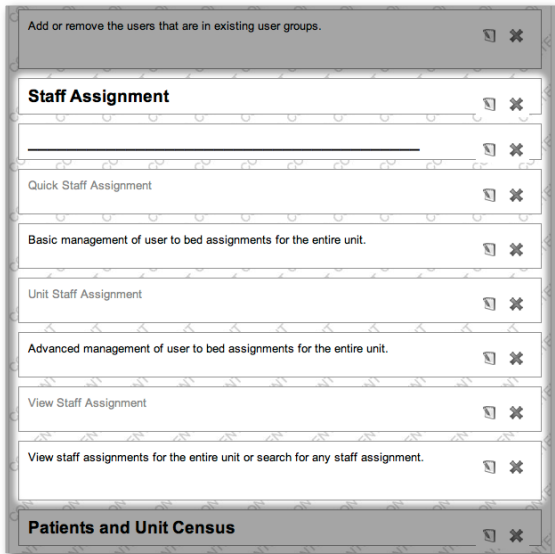 Add or remove the users that are in existing user groups.
Staff Assignment
Quick Staff Assignment
Basic management of user to bed assignments for the entire unit.
Unit Staff Assignment
Advanced management of user to bed assignments for the entire unit.
View Staff Assignment
View staff assignments for the entire unit or search for any staff assignment.
Patients and Unit Census